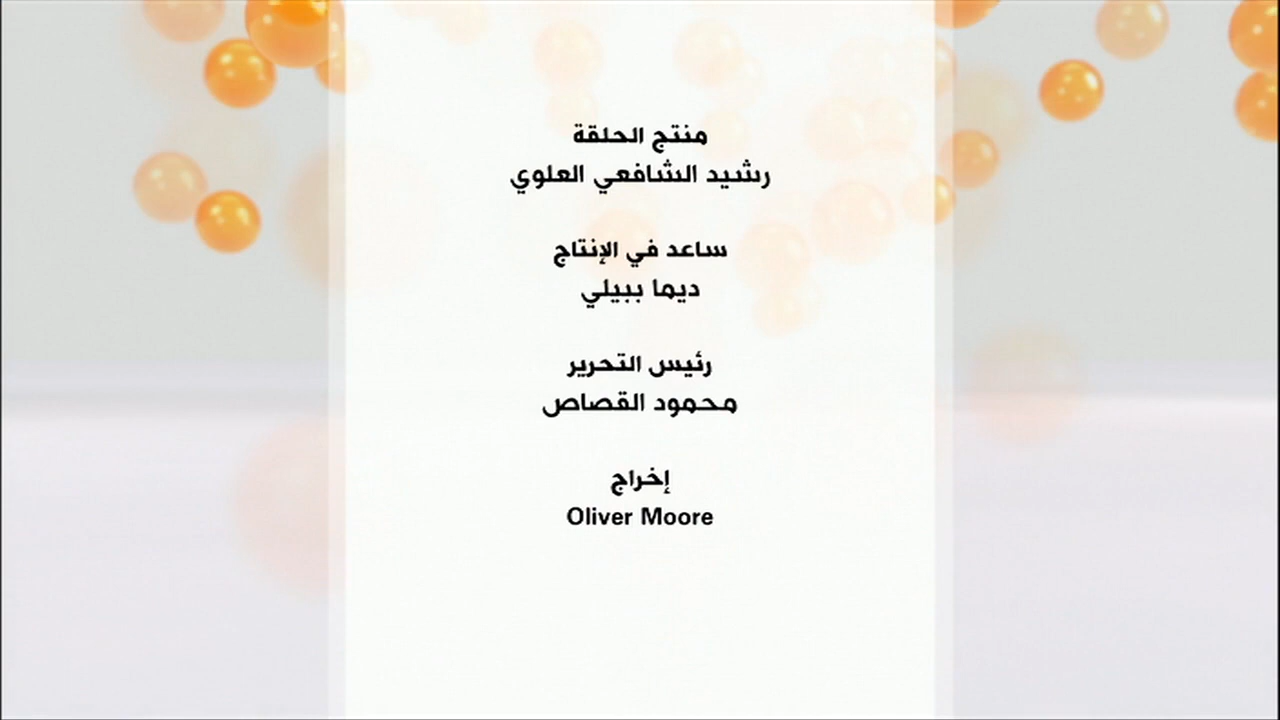 منتج الحلقة
رشيد الشافعي العلوي
ساعد في الإنتاج
ديما ببيلي
رئيس التحرير
محمود القصاص
إخراج
Oliver Moore